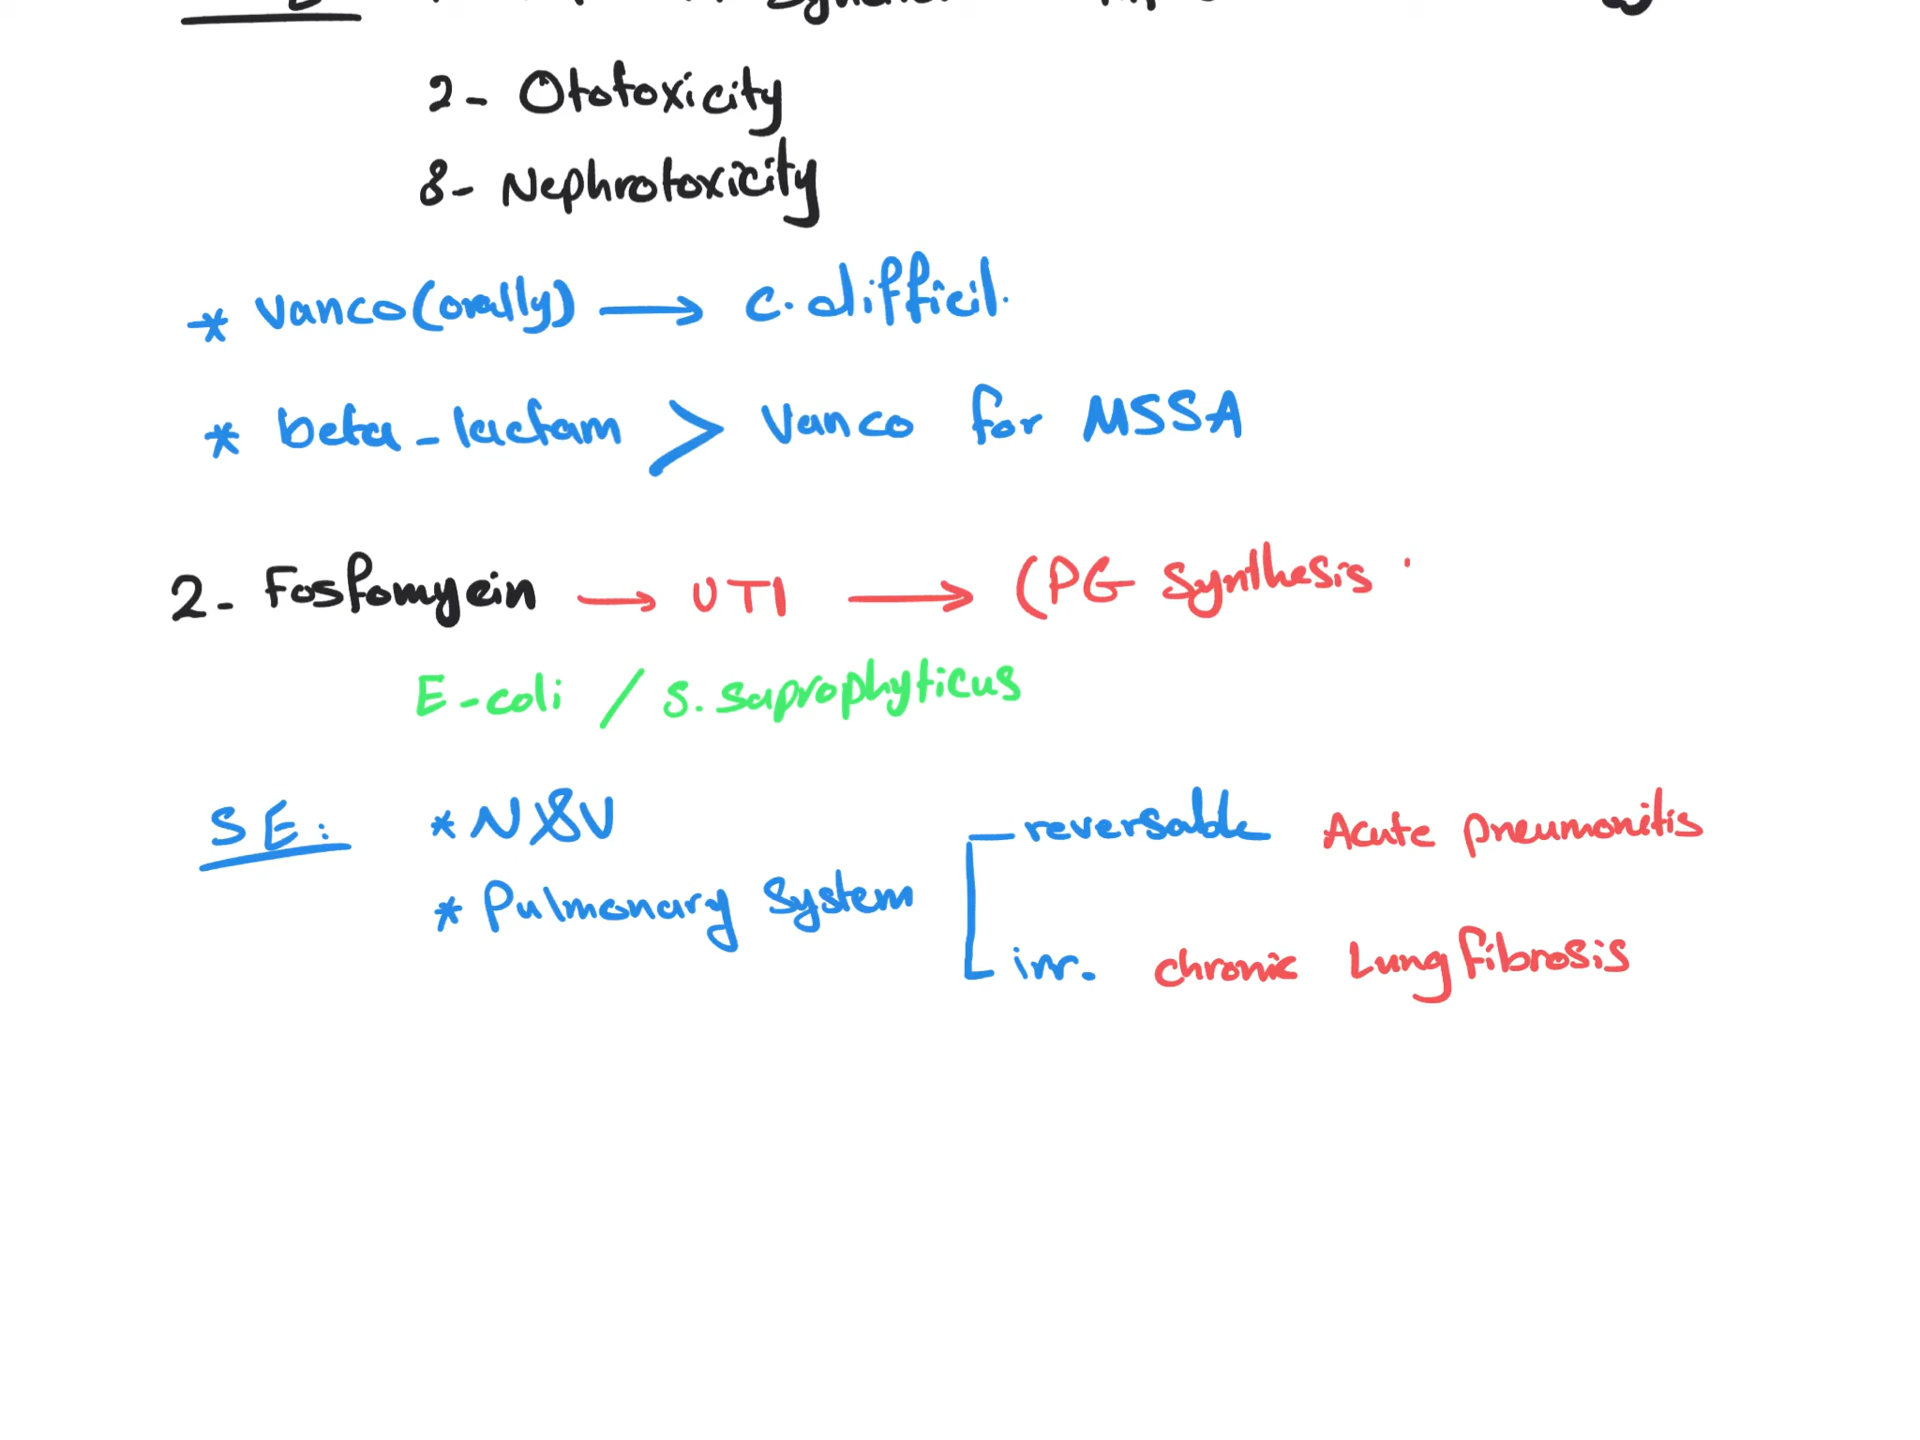 2- Ototoxicity
3- Nephrotoxicity
* Vanco (orally) → C. difficil.
* beta-lactam > Vanco for MSSA
2- Fosfomycin → UTI → (PG Synthesis
E-coli / S. saprophyticus
SE: * N&V
reversable Acute pneumonitis
* Pulmonary System
irr. chronic Lung fibrosis